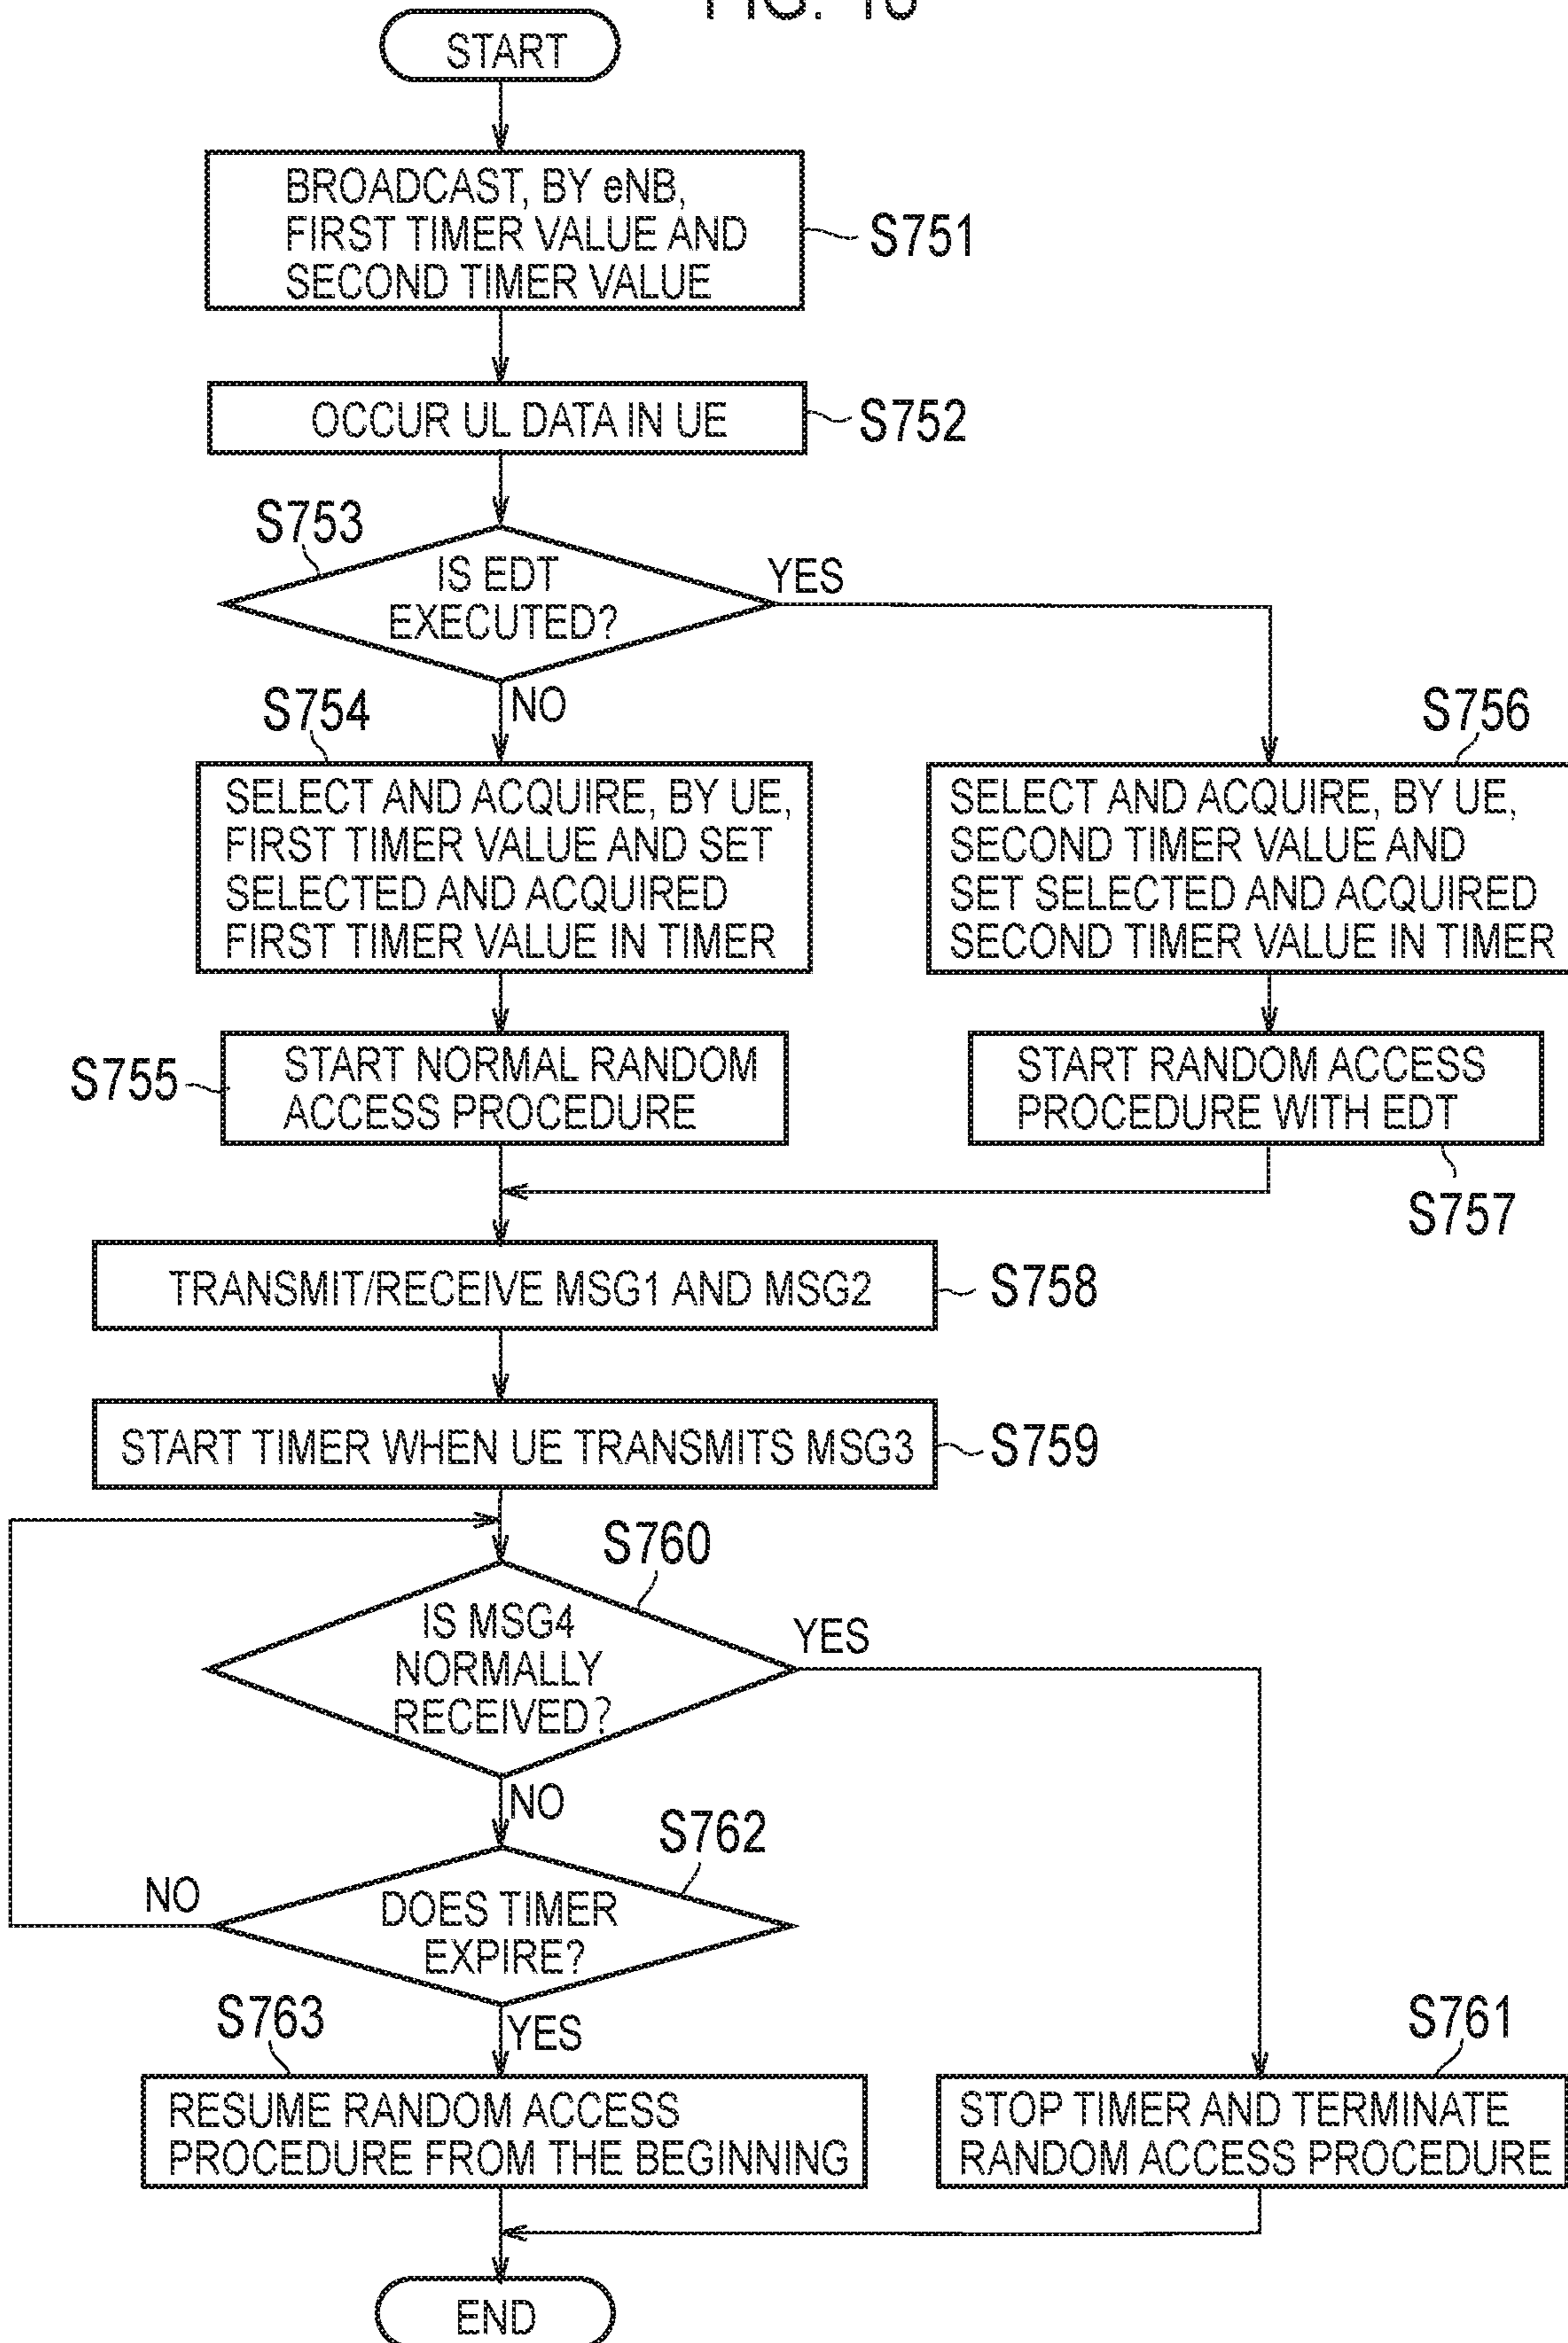 START
BROADCAST, BY eNB,
FIRST TIMER VALUE AND
SECOND TIMER VALUE
S751
OCCUR UL DATA IN UE
S752
S753
IS EDT
EXECUTED?
YES
NO
S754
SELECT AND ACQUIRE, BY UE,
FIRST TIMER VALUE AND SET
SELECTED AND ACQUIRED
FIRST TIMER VALUE IN TIMER
S756
SELECT AND ACQUIRE, BY UE,
SECOND TIMER VALUE AND
SET SELECTED AND ACQUIRED
SECOND TIMER VALUE IN TIMER
S755
START NORMAL RANDOM
ACCESS PROCEDURE
START RANDOM ACCESS
PROCEDURE WITH EDT
S757
TRANSMIT/RECEIVE MSG1 AND MSG2
S758
START TIMER WHEN UE TRANSMITS MSG3
S759
S760
IS MSG4
NORMALLY
RECEIVED?
YES
NO
S762
DOES TIMER
EXPIRE?
NO
YES
S763
RESUME RANDOM ACCESS
PROCEDURE FROM THE BEGINNING
S761
STOP TIMER AND TERMINATE
RANDOM ACCESS PROCEDURE
END